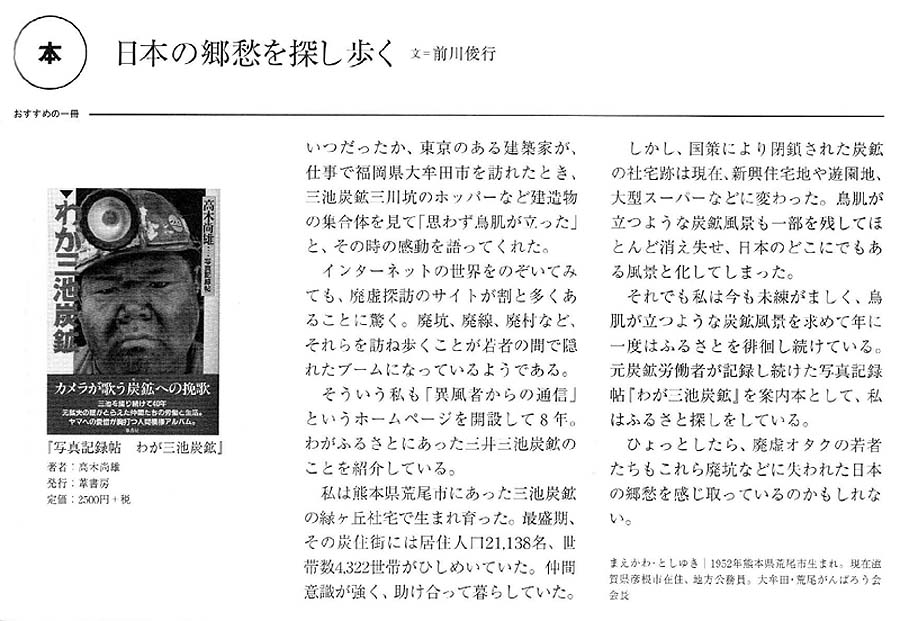 本
日本の郷愁を探し歩く 文=前川俊行
おすすめの一冊
高木尚雄
わが三池炭鉱
カメラが歌う炭鉱への挽歌
三池を撮り続けて40年
元鉱夫の眼がとらえた仲間たちの労働と生活。
ヤマへの愛惜が胸打つ人間模様アルバム。
『写真記録帖　わが三池炭鉱』
著者：高木尚雄
発行：葦書房
定価：2500円＋税
いつだったか、東京のある建築家が、
仕事で福岡県大牟田市を訪れたとき、
三池炭鉱三川坑のホッパーなど建造物
の集合体を見て「思わず鳥肌が立った」
と、その時の感動を語ってくれた。
インターネットの世界をのぞいてみ
ても、廃虚探訪のサイトが割と多くあ
ることに驚く。廃坑、廃線、廃村など、
それらを訪ね歩くことが若者の間で隠
れたブームになっているようである。
そういう私も「異風者からの通信」
というホームページを開設して8年。
わがふるさとにあった三井三池炭鉱の
ことを紹介している。
私は熊本県荒尾市にあった三池炭鉱
の緑ヶ丘社宅で生まれ育った。最盛期、
その炭住街には居住人口21,138名、世
帯数4,322世帯がひしめいていた。仲間
意識が強く、助け合って暮らしていた。
しかし、国策により閉鎖された炭鉱
の社宅跡は現在、新興住宅地や遊園地、
大型スーパーなどに変わった。鳥肌が
立つような炭鉱風景も一部を残してほ
とんど消え失せ、日本のどこにでもあ
る風景と化してしまった。
それでも私は今も未練がましく、鳥
肌が立つような炭鉱風景を求めて年に
一度はふるさとを徘徊し続けている。
元炭鉱労働者が記録し続けた写真記録
帖『わが三池炭鉱』を案内本として、私
はふるさと探しをしている。
ひょっとしたら、廃虚オタクの若者
たちもこれら廃坑などに失われた日本
の郷愁を感じ取っているのかもしれな
い。
まえかわ・としゆき｜1952年熊本県荒尾市生まれ。現在滋
賀県彦根市在住、地方公務員。大牟田・荒尾がんばろう会
会長